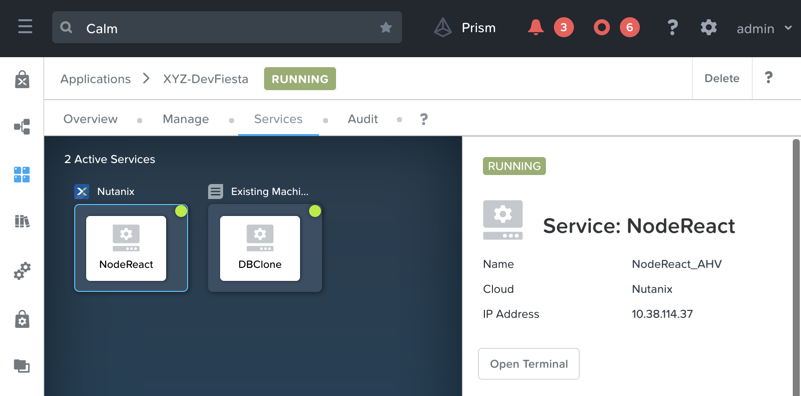 Calm
Prism
3
6
?
admin
Applications > XYZ-DevFiesta RUNNING
Delete
?
Overview
Manage
Services
Audit
?
2 Active Services
Nutanix
Existing Machi...
NodeReact
DBClone
RUNNING
Service: NodeReact
Name NodeReact_AHV
Cloud Nutanix
IP Address 10.38.114.37
Open Terminal